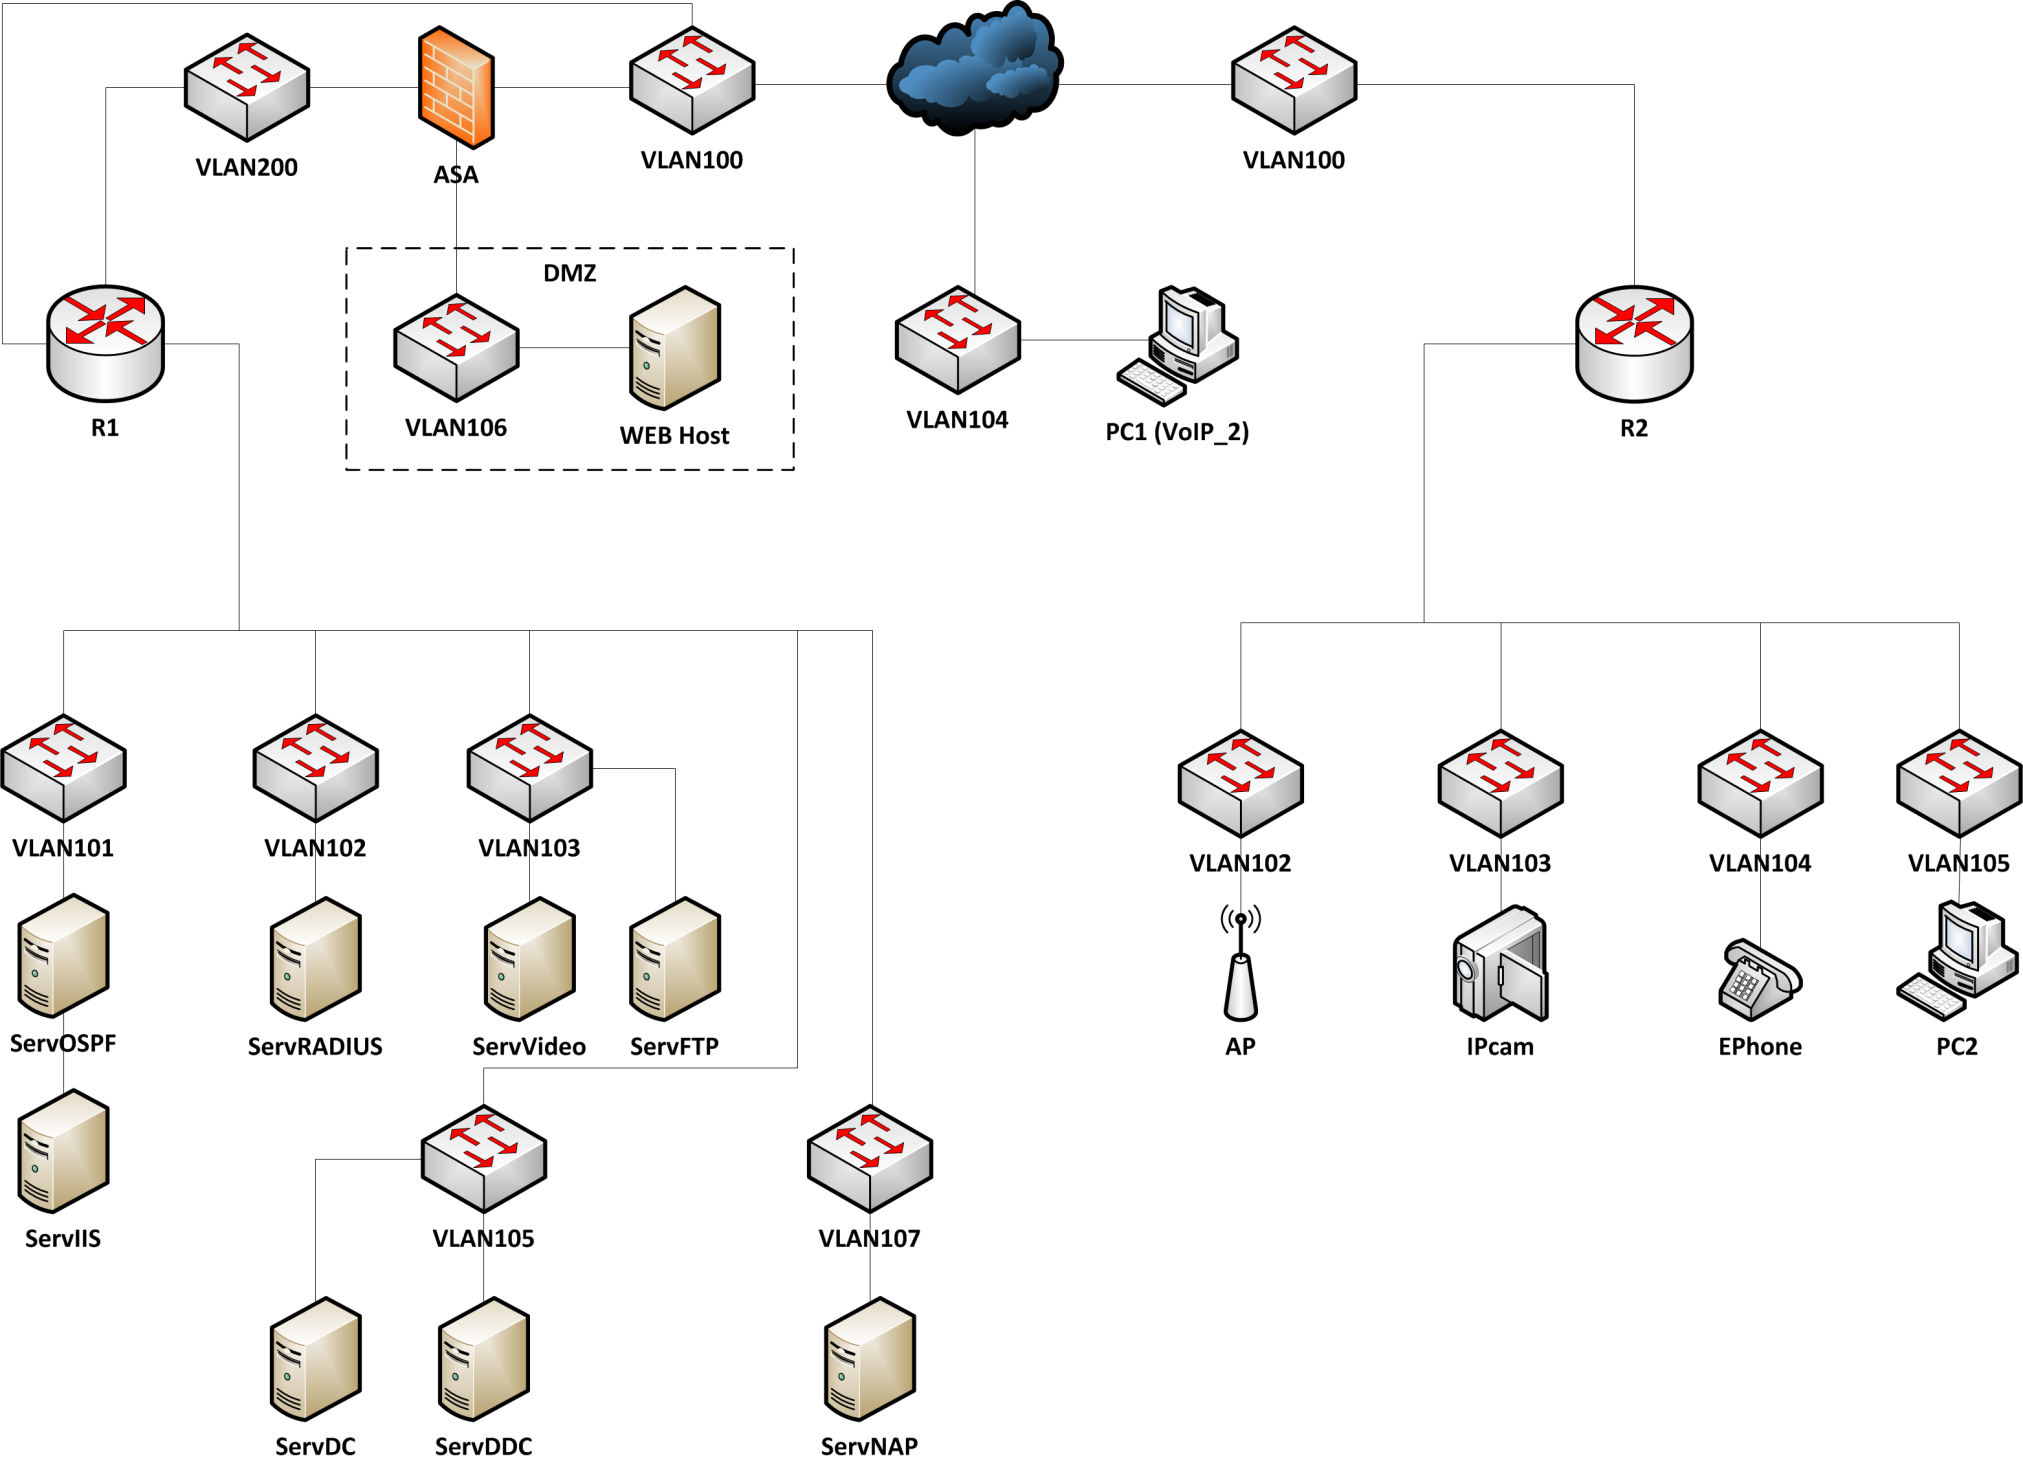 VLAN200
ASA
VLAN100
VLAN100
DMZ
R1
VLAN106
WEB Host
VLAN104
PC1 (VoIP_2)
R2
VLAN101
VLAN102
VLAN103
VLAN102
VLAN103
VLAN104
VLAN105
ServOSPF
ServRADIUS
ServVideo
ServFTP
AP
IPcam
EPhone
PC2
ServIIS
VLAN105
VLAN107
ServDC
ServDDC
ServNAP